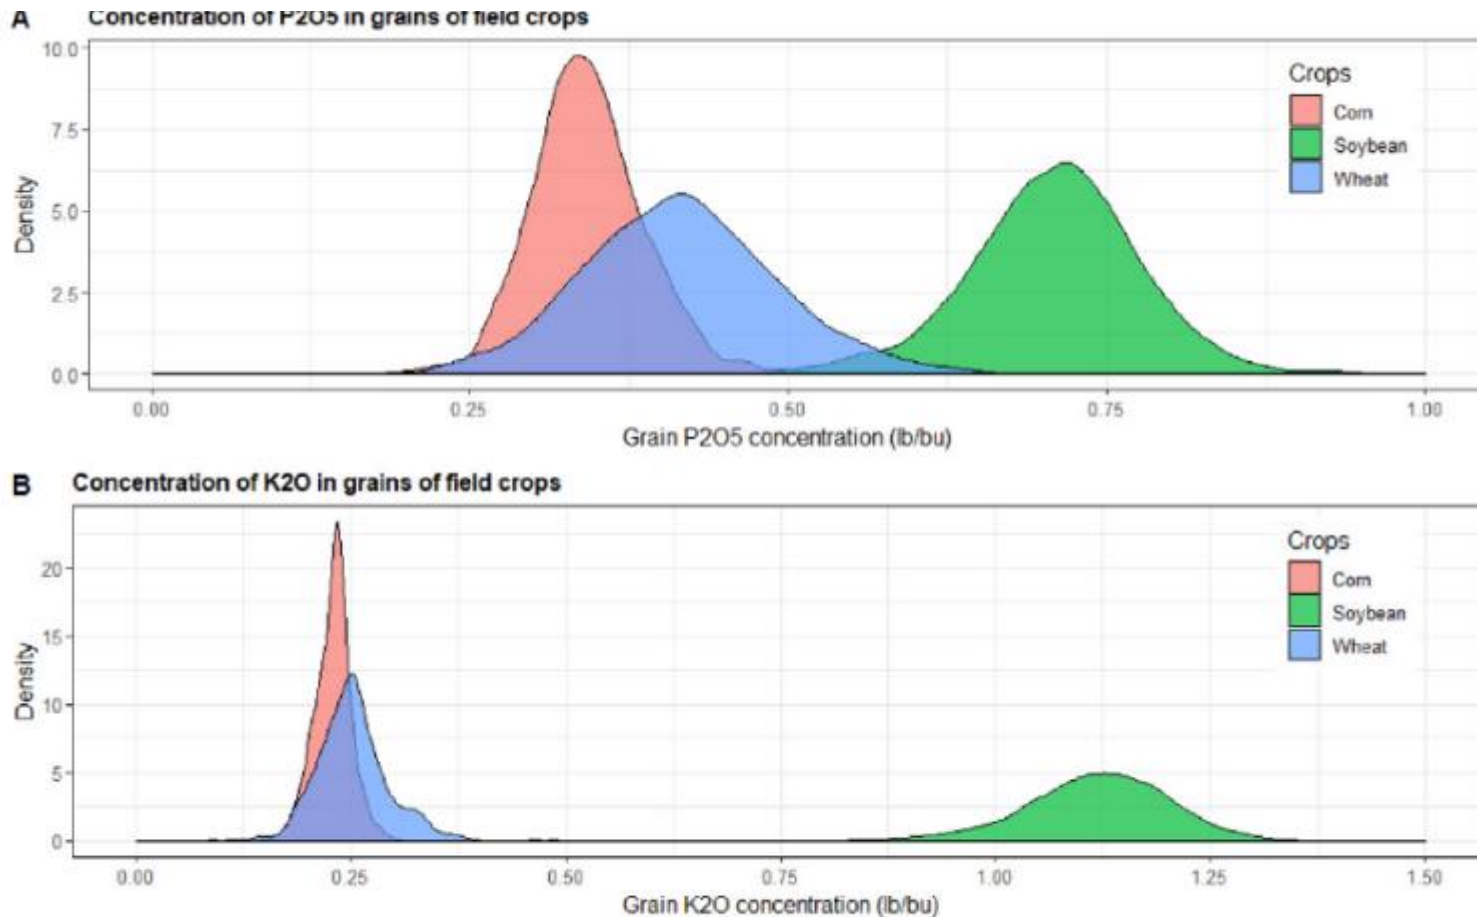 A Concentration of P2O5 in grains of field crops
10.0
7.5
5.0
2.5
0.0
Density
Crops
Corn
Soybean
Wheat
0.00 0.25 0.50 0.75 1.00
Grain P2O5 concentration (lb/bu)
B Concentration of K2O in grains of field crops
20
15
10
5
0
Density
Crops
Corn
Soybean
Wheat
0.00 0.25 0.50 0.75 1.00 1.25 1.50
Grain K2O concentration (lb/bu)